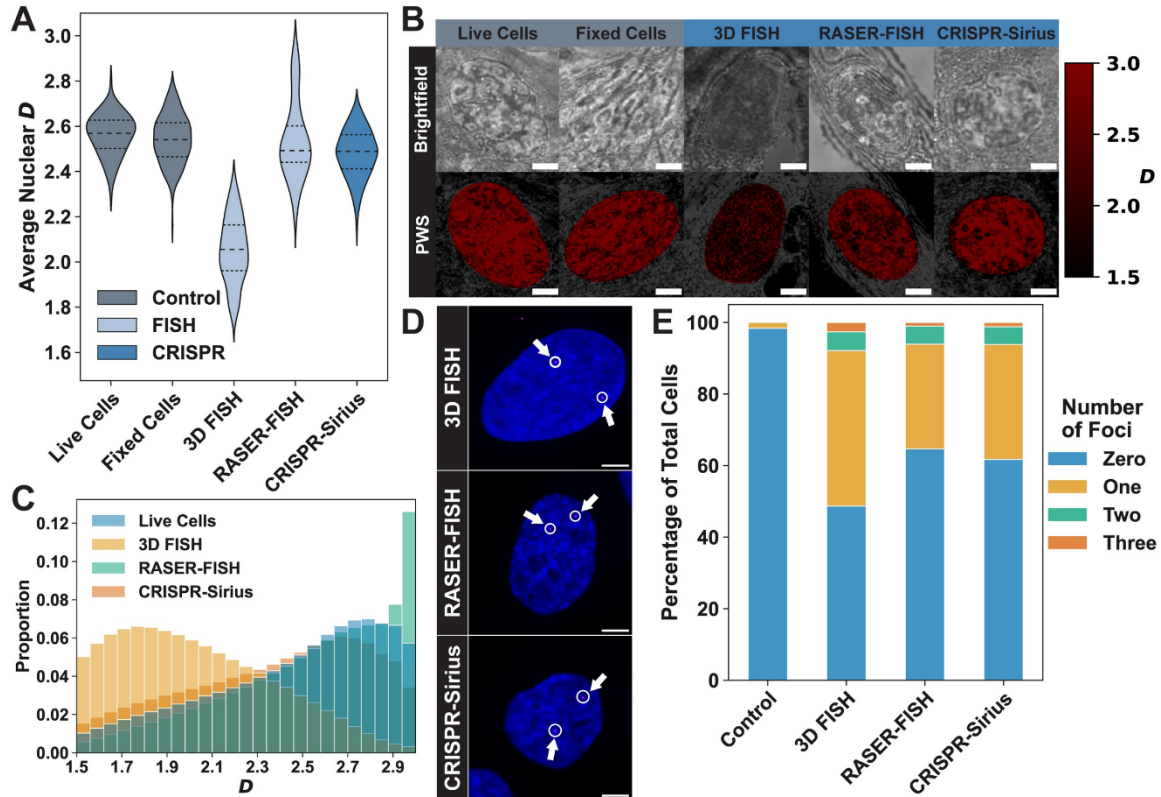 A
3.0
2.8
2.6
2.4
2.2
2.0
1.8
1.6
Average Nuclear D
Control
FISH
CRISPR
Live Cells
Fixed Cells
3D FISH
RASER-FISH
CRISPR-Sirius
B
Live Cells
Fixed Cells
3D FISH
RASER-FISH
CRISPR-Sirius
Brightfield
PWS
3.0
2.5
2.0
1.5
D
C
0.12
0.10
0.08
0.06
0.04
0.02
0.00
Proportion
Live Cells
3D FISH
RASER-FISH
CRISPR-Sirius
1.5 1.7 1.9 2.1 2.3 2.5 2.7 2.9
D
D
3D FISH
RASER-FISH
CRISPR-Sirius
E
100
80
60
40
20
0
Percentage of Total Cells
Control
3D FISH
RASER-FISH
CRISPR-Sirius
Number
of Foci
Zero
One
Two
Three